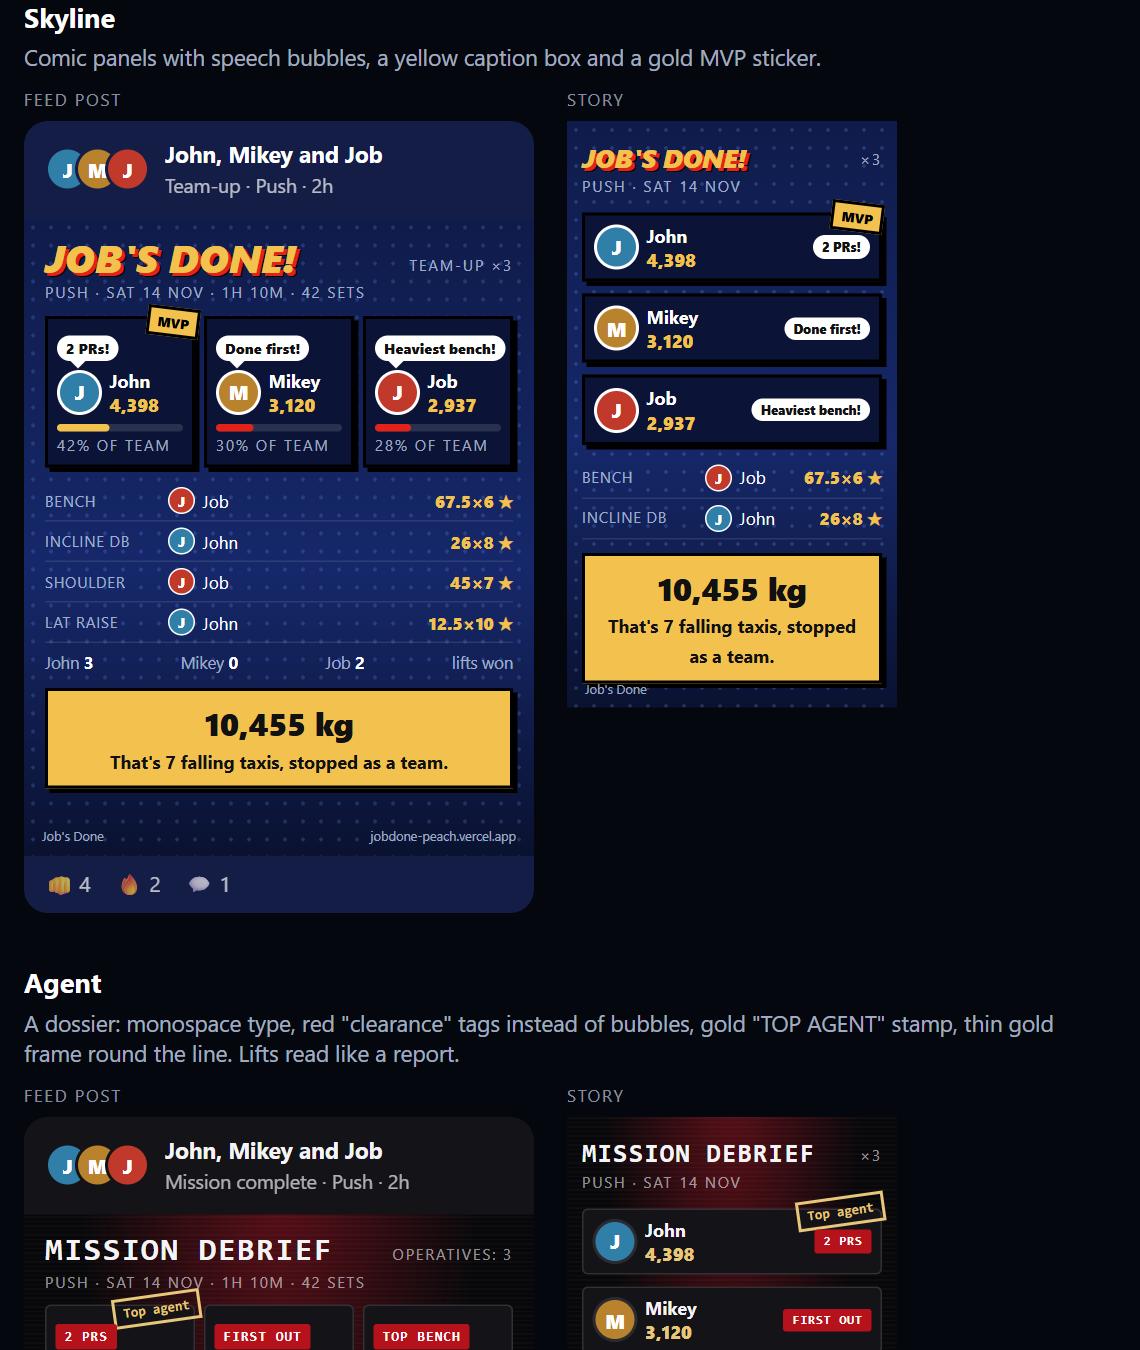 Skyline
Comic panels with speech bubbles, a yellow caption box and a gold MVP sticker.
FEED POST
J M J
John, Mikey and Job
Team-up · Push · 2h
JOB'S DONE!
TEAM-UP ×3
PUSH · SAT 14 NOV · 1H 10M · 42 SETS
MVP
2 PRs!
J
John
4,398
42% OF TEAM
Done first!
M
Mikey
3,120
30% OF TEAM
Heaviest bench!
J
Job
2,937
28% OF TEAM
BENCH J Job 67.5×6 ★
INCLINE DB J John 26×8 ★
SHOULDER J Job 45×7 ★
LAT RAISE J John 12.5×10 ★
John 3 Mikey 0 Job 2 lifts won
10,455 kg
That's 7 falling taxis, stopped as a team.
Job's Done jobdone-peach.vercel.app
4 2 1
STORY
JOB'S DONE!
×3
PUSH · SAT 14 NOV
MVP
J
John
4,398
2 PRs!
M
Mikey
3,120
Done first!
J
Job
2,937
Heaviest bench!
BENCH J Job 67.5×6 ★
INCLINE DB J John 26×8 ★
10,455 kg
That's 7 falling taxis, stopped
as a team.
Job's Done
Agent
A dossier: monospace type, red "clearance" tags instead of bubbles, gold "TOP AGENT" stamp, thin gold
frame round the line. Lifts read like a report.
FEED POST
J M J
John, Mikey and Job
Mission complete · Push · 2h
MISSION DEBRIEF
OPERATIVES: 3
PUSH · SAT 14 NOV · 1H 10M · 42 SETS
Top agent
2 PRS
FIRST OUT
TOP BENCH
STORY
MISSION DEBRIEF
×3
PUSH · SAT 14 NOV
Top agent
J
John
4,398
2 PRS
M
Mikey
3,120
FIRST OUT